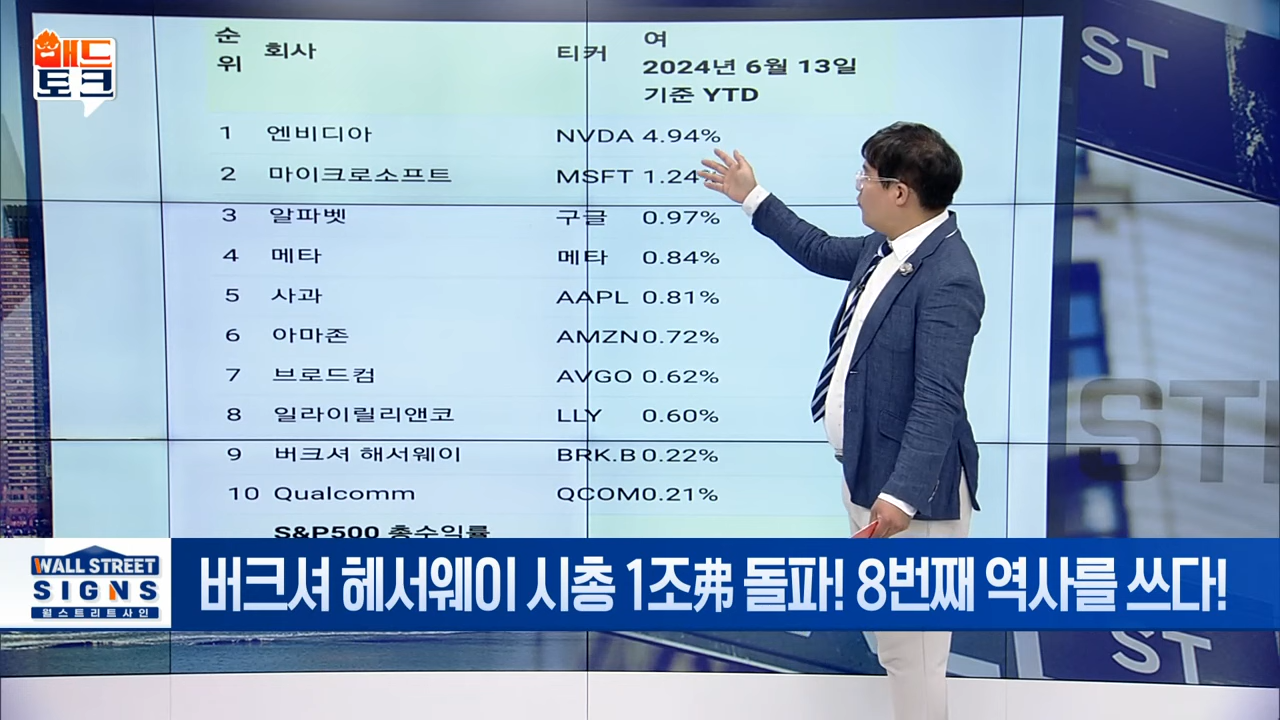 매드
토크
순위 회사 티커 여
2024년 6월 13일
기준 YTD
1 엔비디아 NVDA 4.94%
2 마이크로소프트 MSFT 1.24
3 알파벳 구글 0.97%
4 메타 메타 0.84%
5 사과 AAPL 0.81%
6 아마존 AMZN 0.72%
7 브로드컴 AVGO 0.62%
8 일라이릴리앤코 LLY 0.60%
9 버크셔 해서웨이 BRK.B 0.22%
10 Qualcomm QCOM 0.21%
S&P500 총수익률
ST
STR
ST
WALL STREET
SIGNS
월스트리트사인
버크셔 헤서웨이 시총 1조弗 돌파! 8번째 역사를 쓰다!